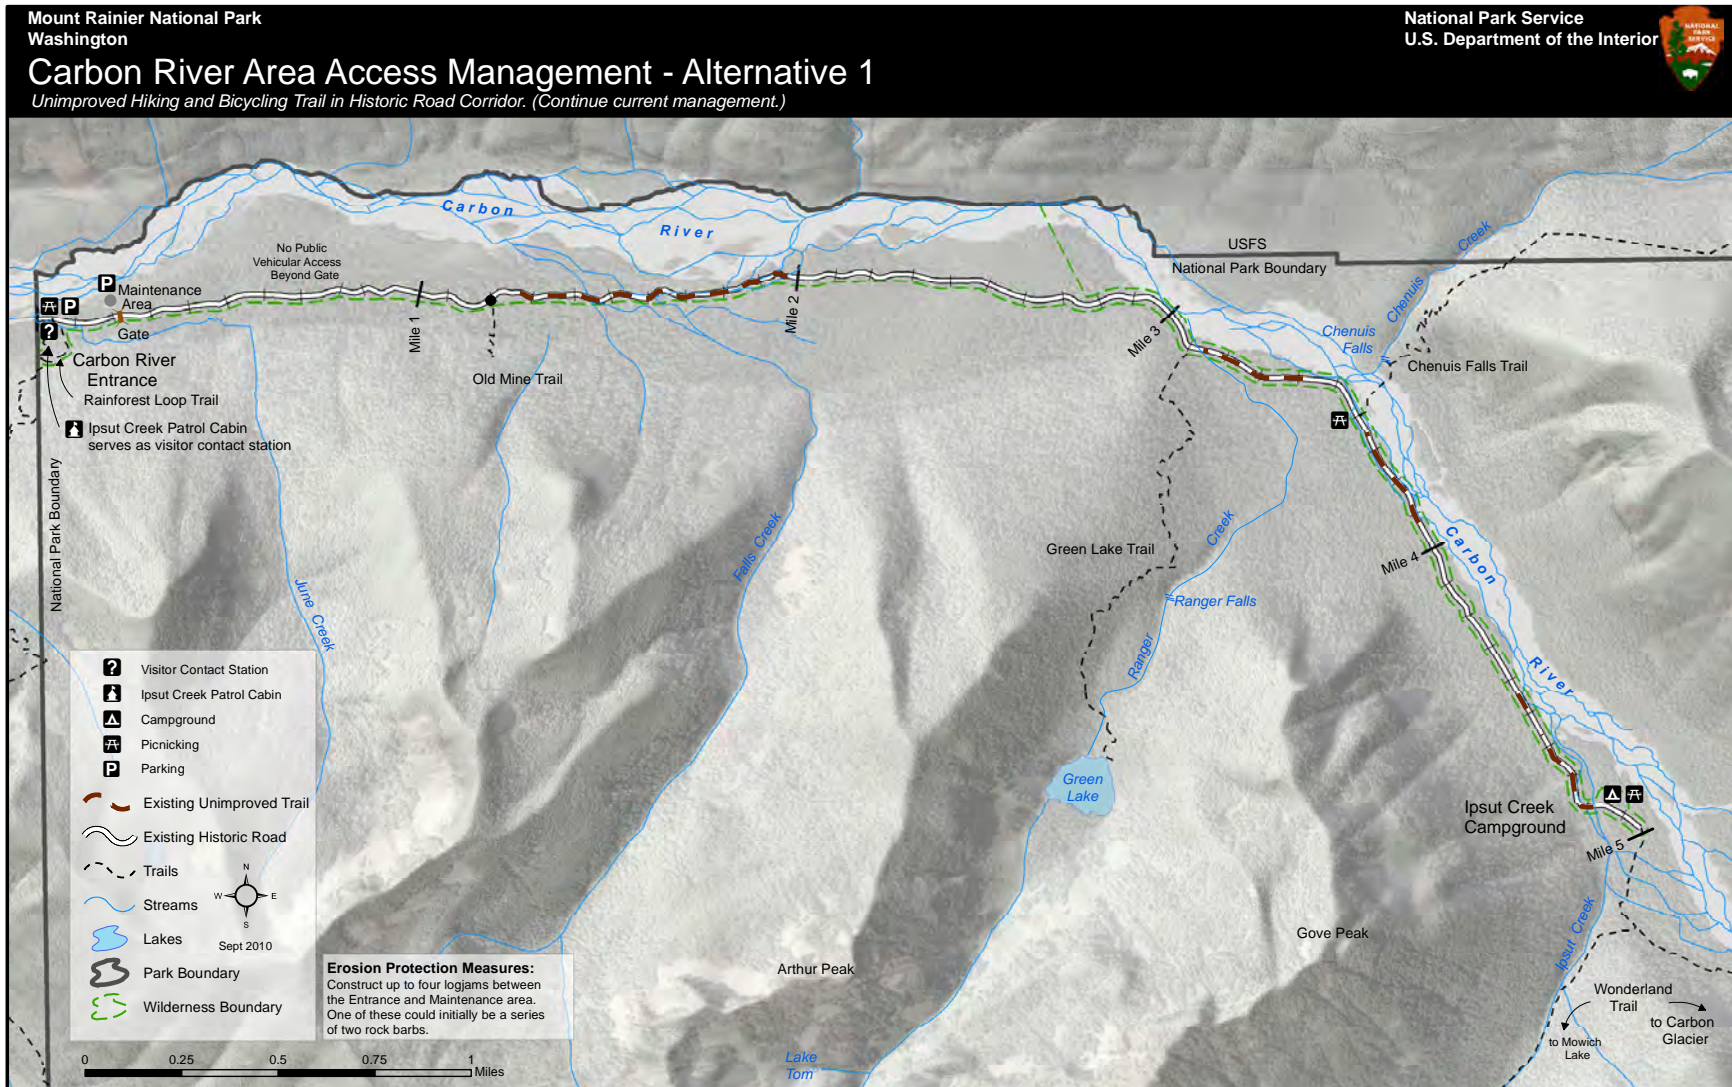 Mount Rainier National Park
Washington
National Park Service
U.S. Department of the Interior
NATIONAL
PARK
SERVICE
Carbon River Area Access Management - Alternative 1
Unimproved Hiking and Bicycling Trail in Historic Road Corridor. (Continue current management.)
Carbon
River
No Public
Vehicular Access
Beyond Gate
USFS
National Park Boundary
Chenuis
Creek
P
Maintenance
Area
P
?
Gate
Mile 1
Mile 2
Mile 3
Chenuis
Falls
Chenuis Falls Trail
Carbon River
Entrance
Rainforest Loop Trail
Old Mine Trail
Ipsut Creek Patrol Cabin
serves as visitor contact station
National Park Boundary
June Creek
Falls Creek
Green Lake Trail
Creek
Ranger Falls
Ranger
Mile 4
Carbon
River
Green
Lake
Ipsut Creek
Campground
Mile 5
Ipsut Creek
Gove Peak
Arthur Peak
Wonderland
Trail
to Carbon
Glacier
to Mowich
Lake
Lake
Tom
? Visitor Contact Station
Ipsut Creek Patrol Cabin
Campground
Picnicking
P Parking
Existing Unimproved Trail
Existing Historic Road
Trails
Streams
Lakes
Park Boundary
Wilderness Boundary
N
W E
S
Sept 2010
Erosion Protection Measures:
Construct up to four logjams between
the Entrance and Maintenance area.
One of these could initially be a series
of two rock barbs.
0 0.25 0.5 0.75 1
Miles